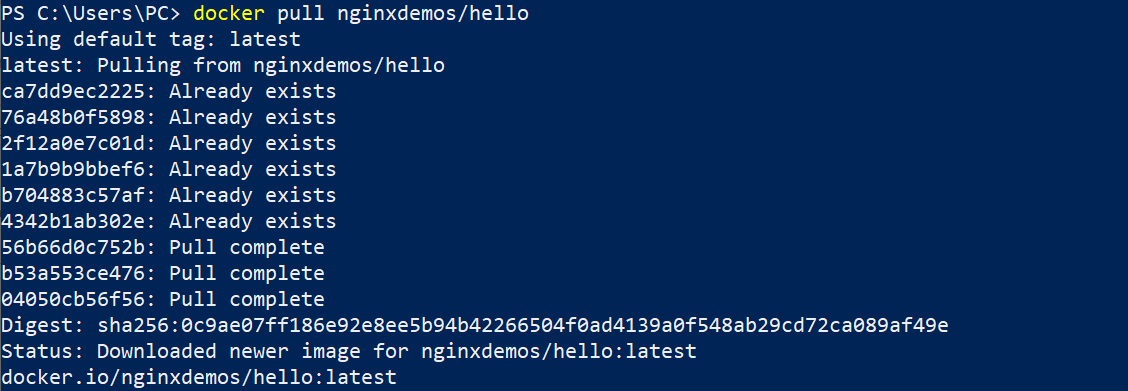 PS C:\Users\PC> docker pull nginxdemos/hello
Using default tag: latest
latest: Pulling from nginxdemos/hello
ca7dd9ec2225: Already exists
76a48b0f5898: Already exists
2f12a0e7c01d: Already exists
1a7b9b9bbef6: Already exists
b704883c57af: Already exists
4342b1ab302e: Already exists
56b66d0c752b: Pull complete
b53a553ce476: Pull complete
04050cb56f56: Pull complete
Digest: sha256:0c9ae07ff186e92e8ee5b94b42266504f0ad4139a0f548ab29cd72ca089af49e
Status: Downloaded newer image for nginxdemos/hello:latest
docker.io/nginxdemos/hello:latest